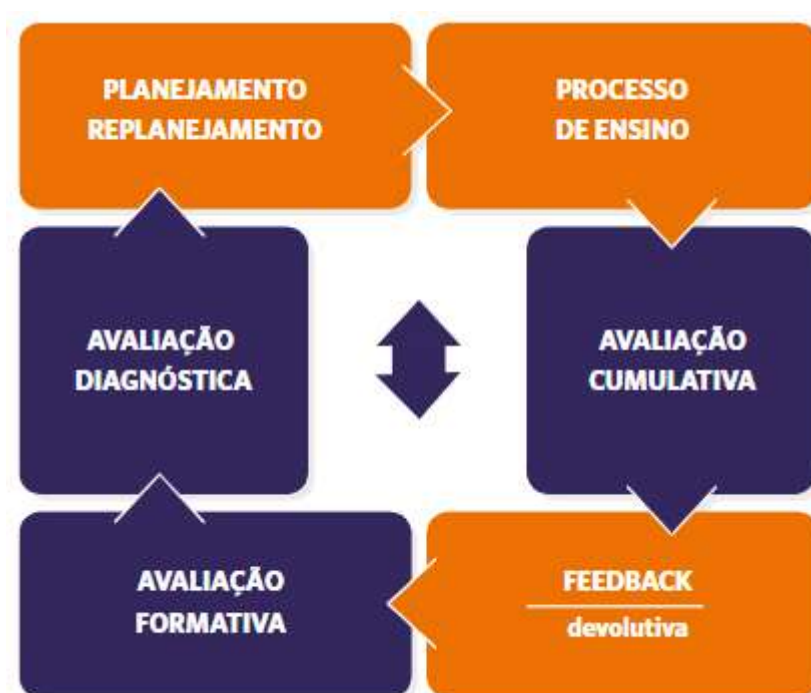 PLANEJAMENTO
REPLANEJAMENTO
PROCESSO
DE ENSINO
AVALIAÇÃO
DIAGNÓSTICA
AVALIAÇÃO
CUMULATIVA
AVALIAÇÃO
FORMATIVA
FEEDBACK
devolutiva